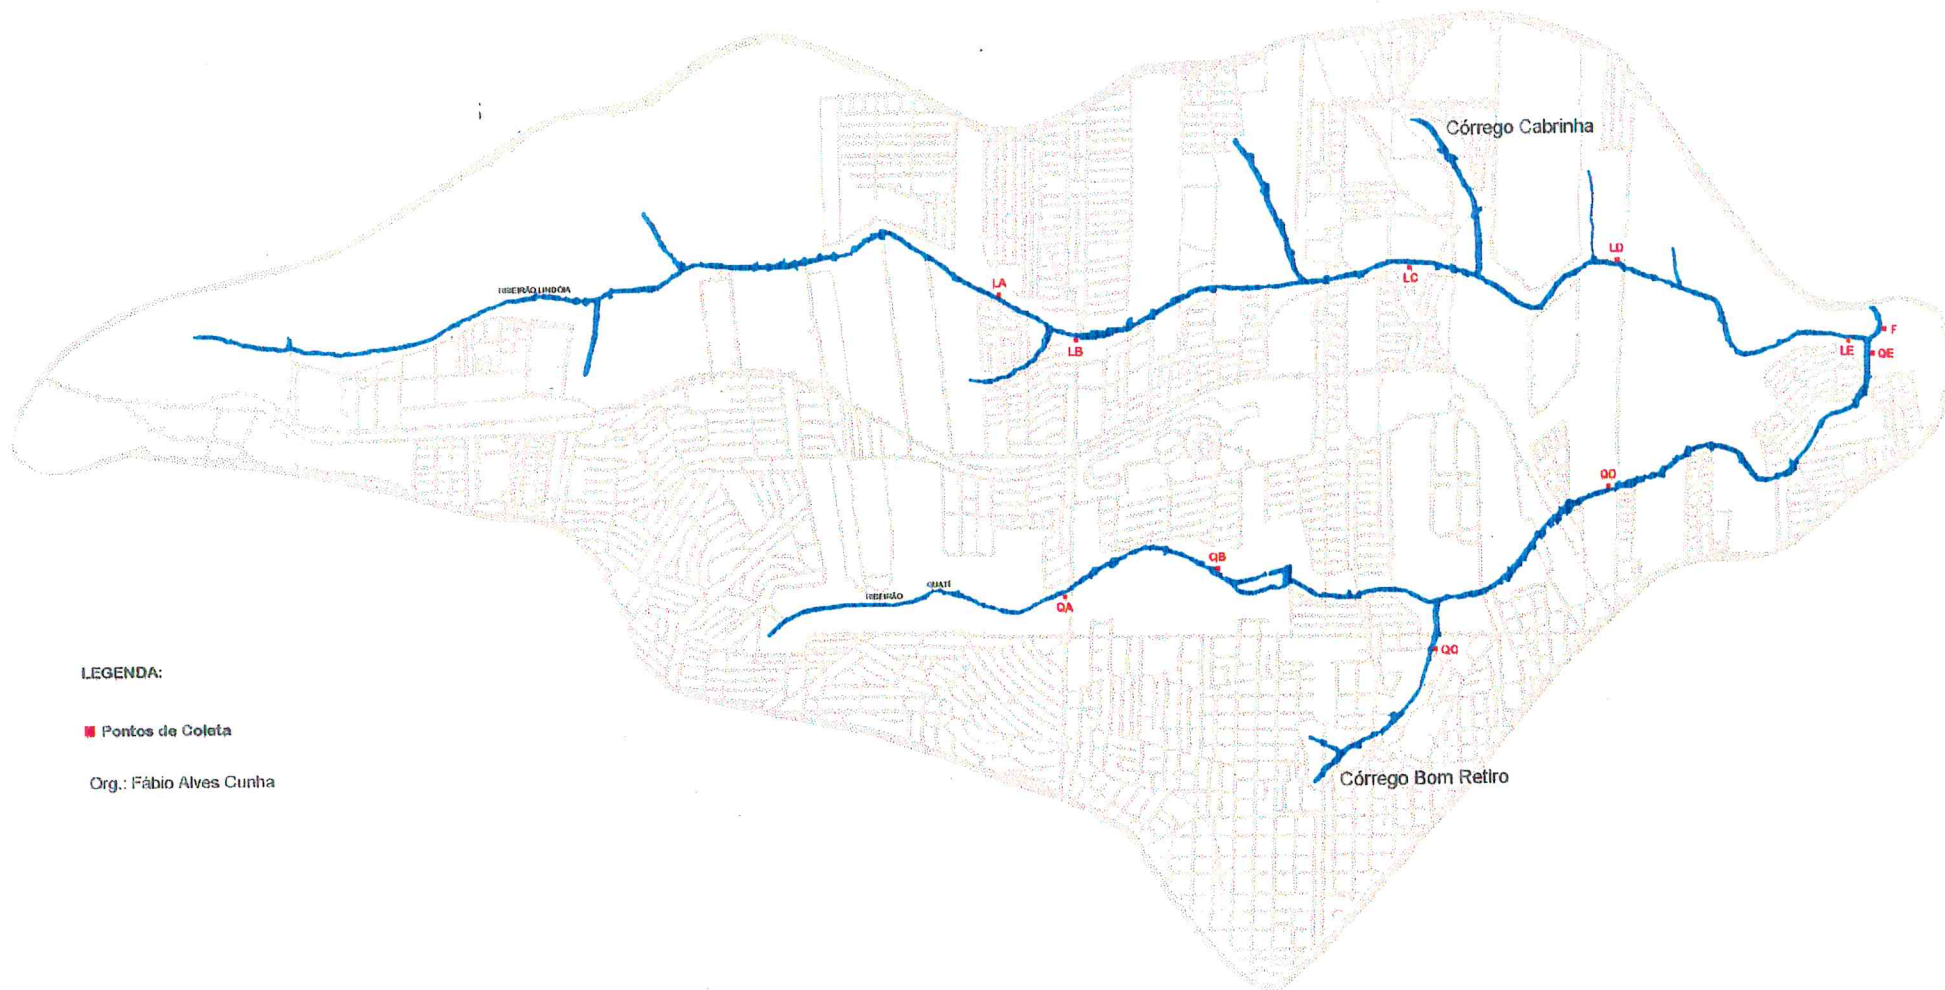 Córrego Cabrinha
LD
RIBEIRÃO LINDÓIA
LA
LC
F
LB
LE
QE
QD
QB
QUATÍ
RIBEIRÃO
QA
QC
LEGENDA:
Pontos de Coleta
Córrego Bom Retiro
Org.: Fábio Alves Cunha